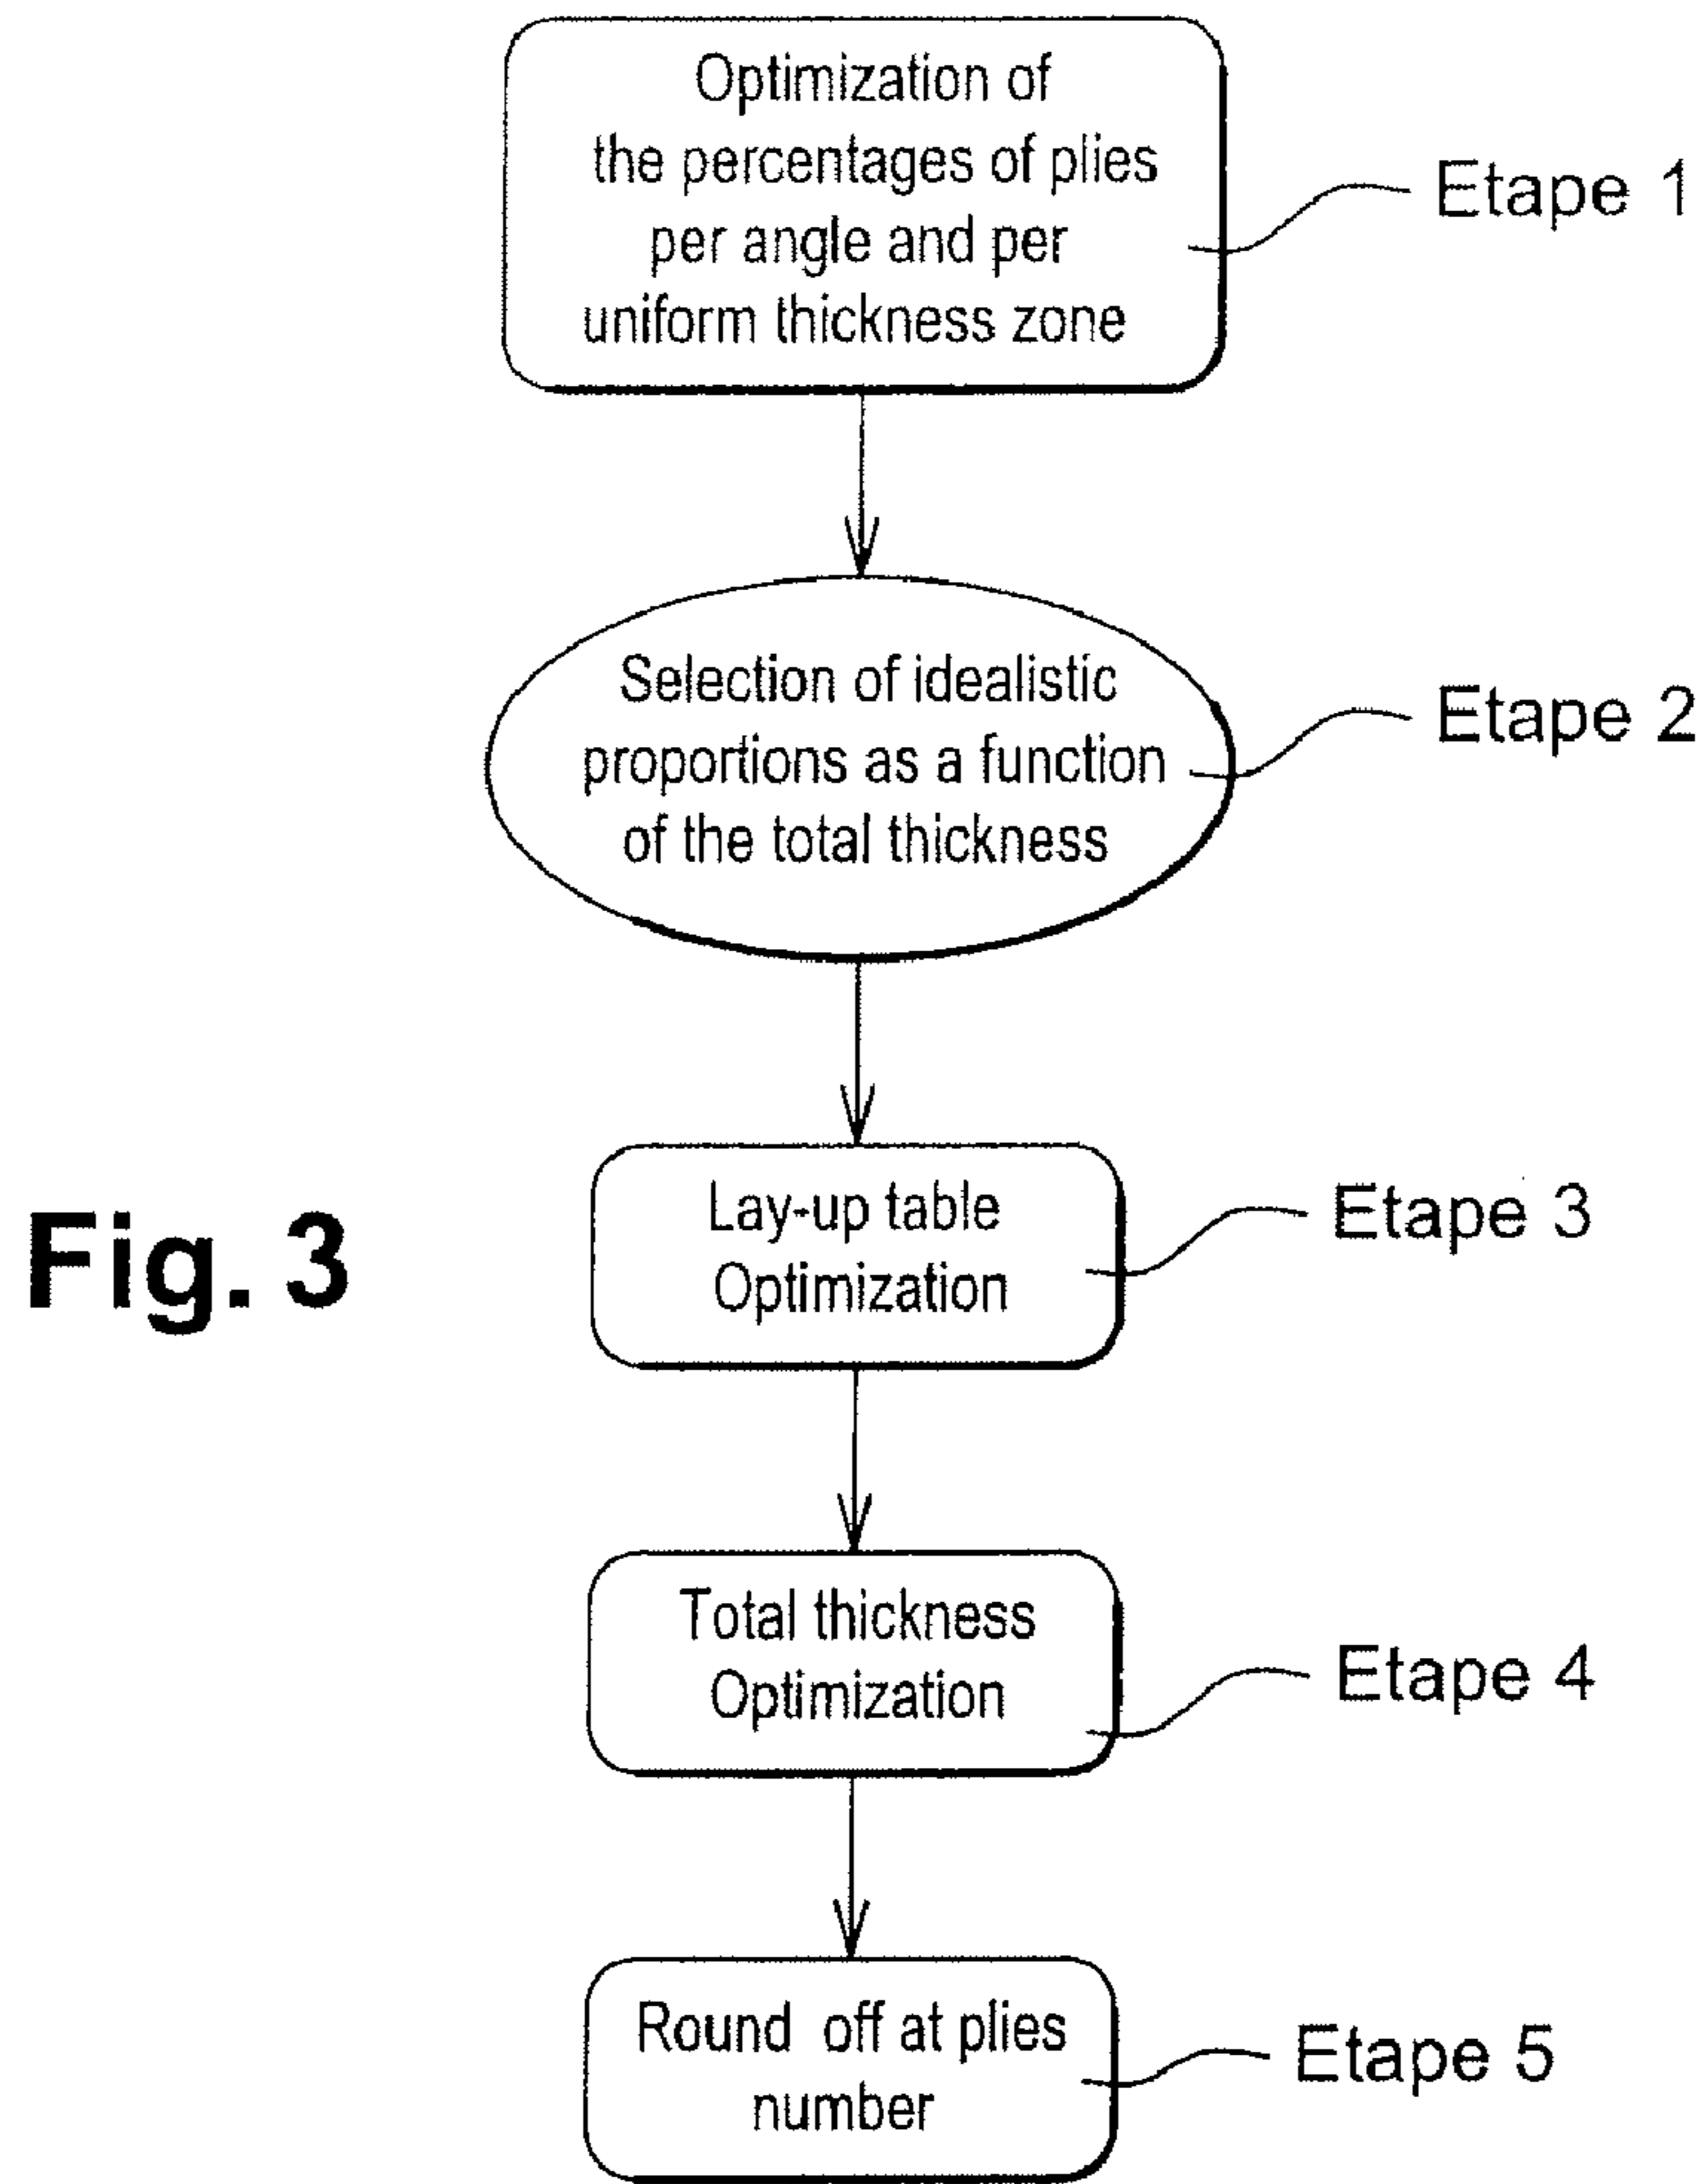 Optimization of
the percentages of plies
per angle and per
uniform thickness zone
Etape 1
Selection of idealistic
proportions as a function
of the total thickness
Etape 2
Lay-up table
Optimization
Etape 3
Fig. 3
Total thickness
Optimization
Etape 4
Round off at plies
number
Etape 5